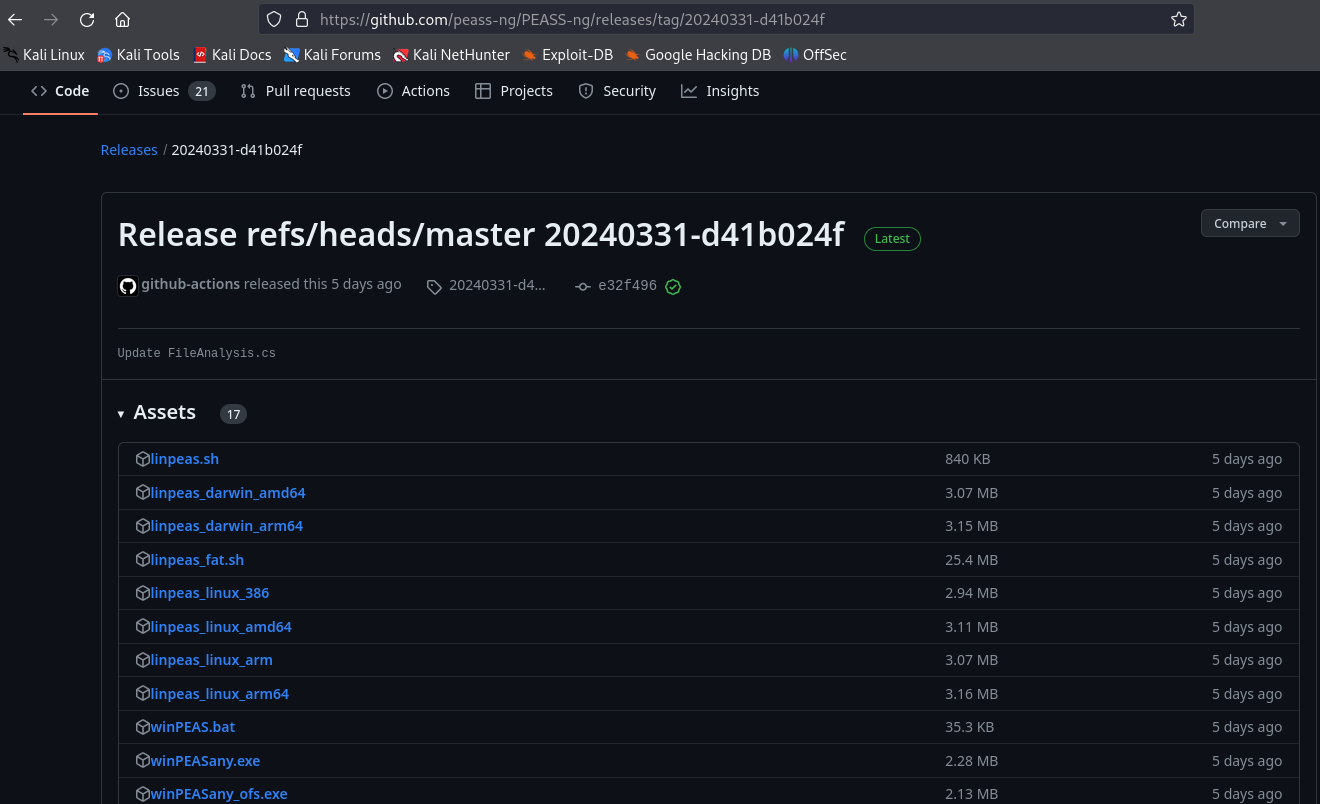 https://github.com/peass-ng/PEASS-ng/releases/tag/20240331-d41b024f
Kali Linux Kali Tools Kali Docs Kali Forums Kali NetHunter Exploit-DB Google Hacking DB OffSec
Code Issues 21 Pull requests Actions Projects Security Insights
Releases / 20240331-d41b024f
Release refs/heads/master 20240331-d41b024f Latest Compare
github-actions released this 5 days ago 20240331-d4... e32f496
Update FileAnalysis.cs
Assets 17
linpeas.sh 840 KB 5 days ago
linpeas_darwin_amd64 3.07 MB 5 days ago
linpeas_darwin_arm64 3.15 MB 5 days ago
linpeas_fat.sh 25.4 MB 5 days ago
linpeas_linux_386 2.94 MB 5 days ago
linpeas_linux_amd64 3.11 MB 5 days ago
linpeas_linux_arm 3.07 MB 5 days ago
linpeas_linux_arm64 3.16 MB 5 days ago
winPEAS.bat 35.3 KB 5 days ago
winPEASany.exe 2.28 MB 5 days ago
winPEASany_ofs.exe 2.13 MB 5 days ago